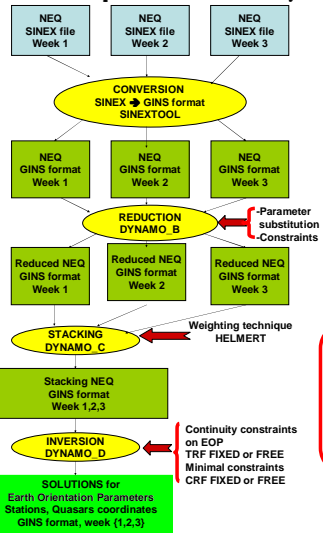 NEQ
SINEX file
Week 1
NEQ
SINEX file
Week 2
NEQ
SINEX file
Week 3
CONVERSION
SINEX ➔ GINS format
SINEXTOOL
NEQ
GINS format
Week 1
NEQ
GINS format
Week 2
NEQ
GINS format
Week 3
REDUCTION
DYNAMO_B
-Parameter
substitution
-Constraints
Reduced NEQ
GINS format
Week 1
Reduced NEQ
GINS format
Week 2
Reduced NEQ
GINS format
Week 3
STACKING
DYNAMO_C
Weighting technique
HELMERT
Stacking NEQ
GINS format
Week 1,2,3
INVERSION
DYNAMO_D
Continuity constraints
on EOP
TRF FIXED or FREE
Minimal constraints
CRF FIXED or FREE
SOLUTIONS for
Earth Orientation Parameters
Stations, Quasars coordinates
GINS format, week {1,2,3}